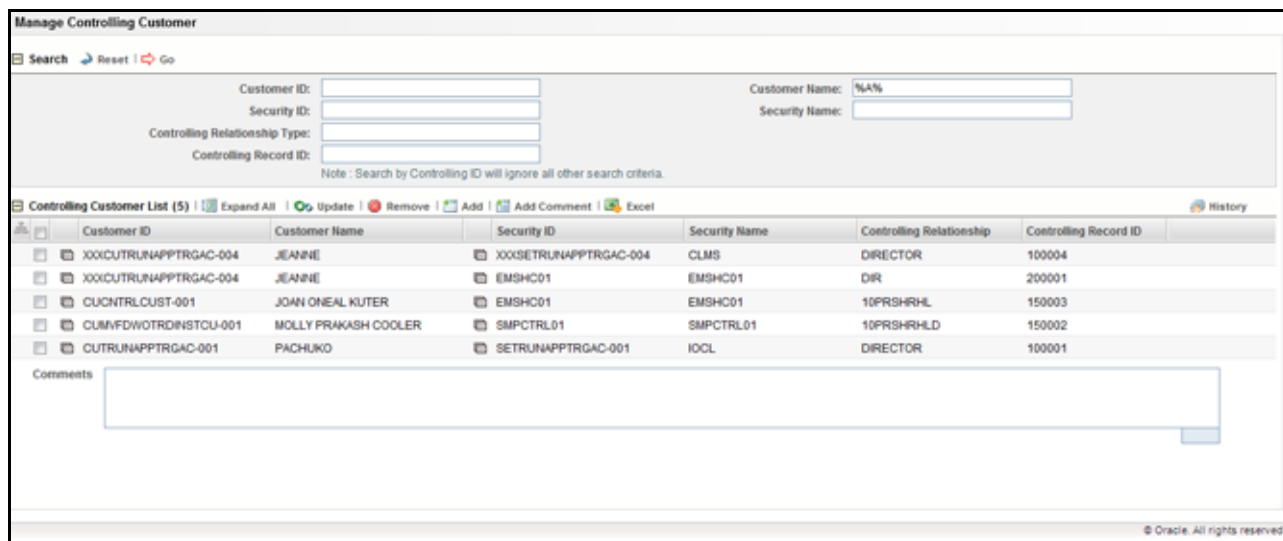 Manage Controlling Customer
Search Reset | Go
Customer ID: Customer Name: %A%
Security ID: Security Name:
Controlling Relationship Type:
Controlling Record ID:
Note : Search by Controlling ID will ignore all other search criteria.
Controlling Customer List (5) | Expand All | Update | Remove | Add | Add Comment | Excel History
Customer ID Customer Name Security ID Security Name Controlling Relationship Controlling Record ID
XXXCUTRUNAPPTRGAC-004 JEANNE XXXSETRUNAPPTRGAC-004 CLMS DIRECTOR 100004
XXXCUTRUNAPPTRGAC-004 JEANNE EMSHC01 EMSHC01 DIR 200001
CUCNTRLCUST-001 JOAN ONEAL KUTER EMSHC01 EMSHC01 10PRSHRHL 150003
CUMVFDWOTRDINSTCU-001 MOLLY PRAKASH COOLER SMPCTRL01 SMPCTRL01 10PRSHRHLD 150002
CUTRUNAPPTRGAC-001 PACHUKO SETRUNAPPTRGAC-001 IOCL DIRECTOR 100001
Comments
© Oracle. All rights reserved